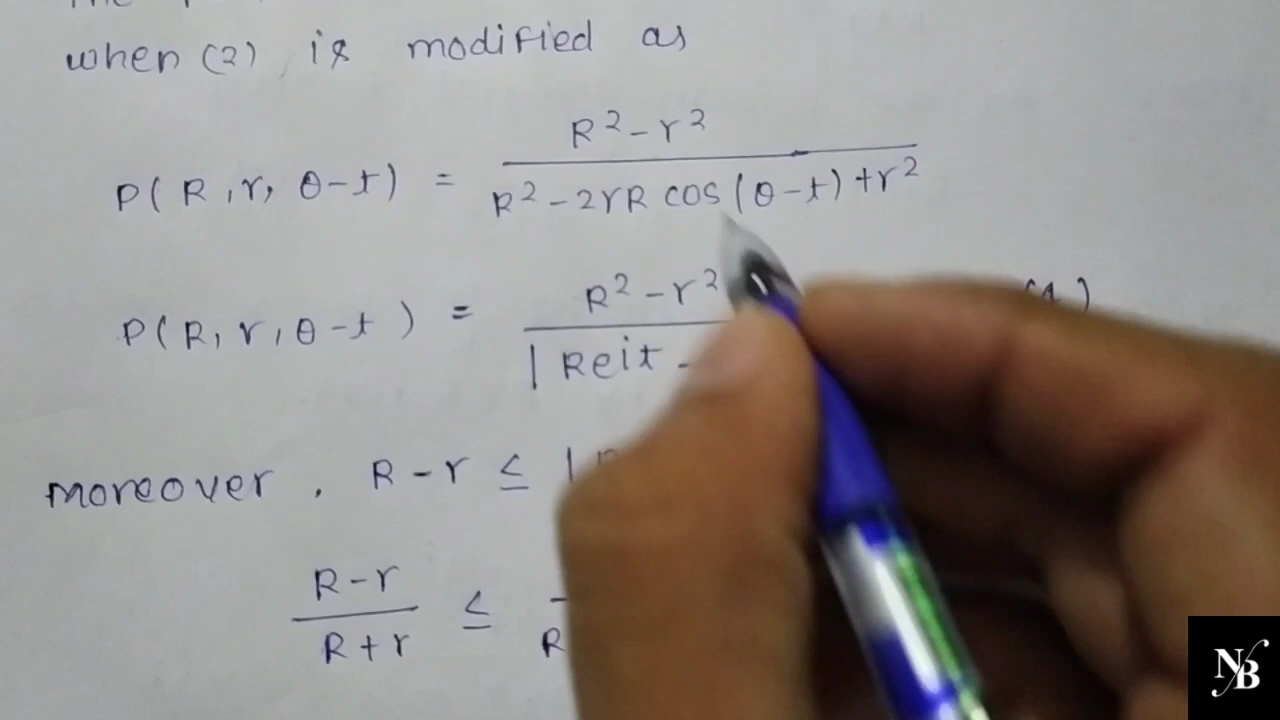 when (2) is modified as
P(R, r, θ-t) = R²-r² / R²-2rR cos(θ-t)+r²
P(R, r, θ-t) = R²-r² / |Reit -
moreover, R-r ≤ |
R-r / R+r ≤
NB